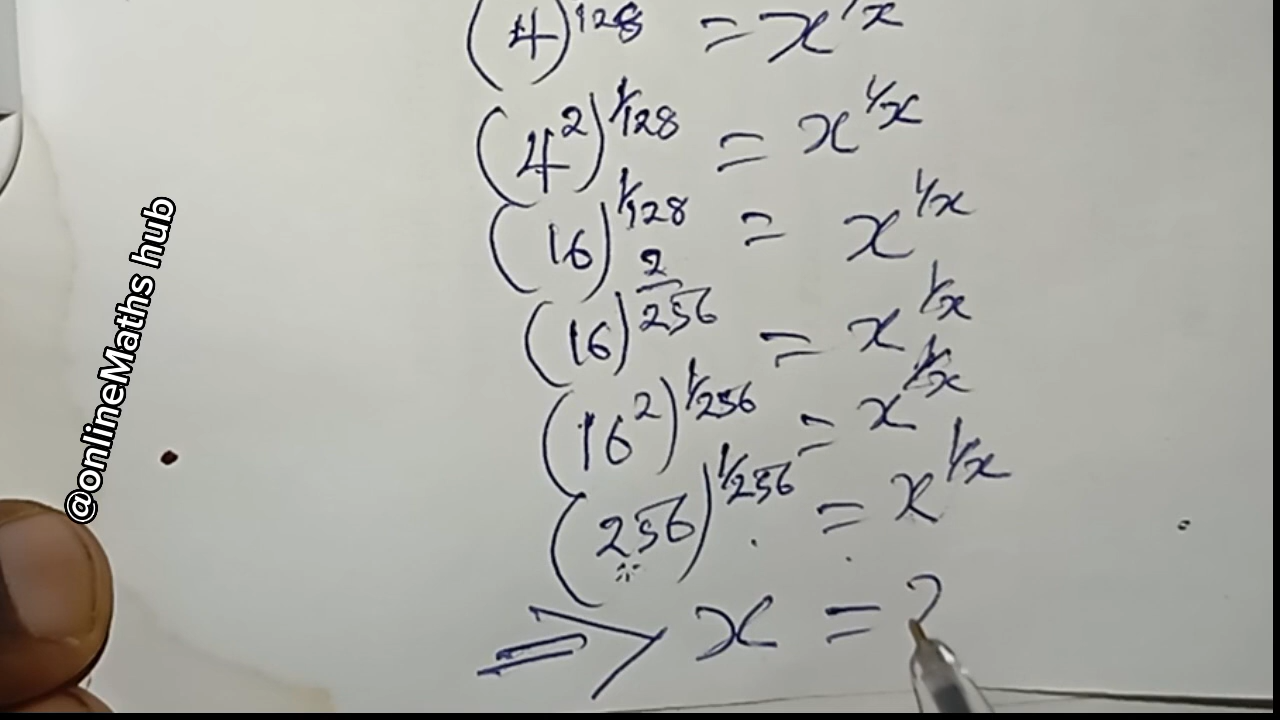 (4)^128 = x^1/x
(4^2)^1/128 = x^1/x
(16)^1/128 = x^1/x
(16)^2/256 = x^1/x
(16^2)^1/256 = x^1/x
(256)^1/256 = x^1/x
⇒ x = 2
@onlineMaths hub